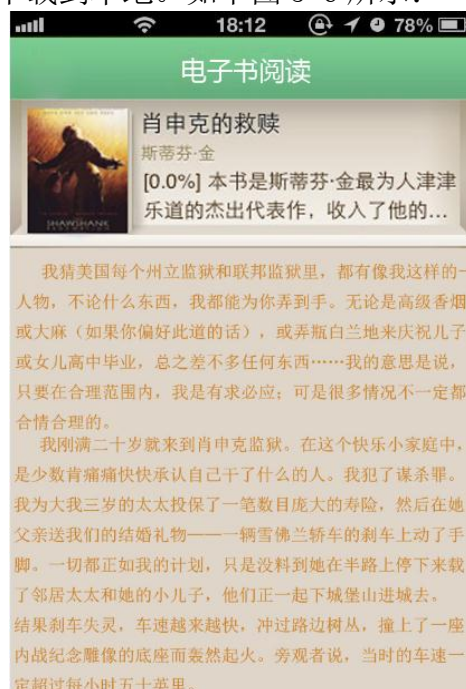 18:12 78%
电子书阅读
肖申克的救赎
斯蒂芬·金
[0.0%] 本书是斯蒂芬·金最为人津津
乐道的杰出代表作，收入了他的...
SHAWSHANK
我猜美国每个州立监狱和联邦监狱里，都有像我这样的一
人物，不论什么东西，我都能为你弄到手。无论是高级香烟
或大麻（如果你偏好此道的话），或弄瓶白兰地来庆祝儿子
或女儿高中毕业，总之差不多任何东西……我的意思是说，
只要在合理范围内，我是有求必应；可是很多情况不一定都
合情合理的。
我刚满二十岁就来到肖申克监狱。在这个快乐小家庭中，
是少数肯痛痛快快承认自己干了什么的人。我犯了谋杀罪。
我为大我三岁的太太投保了一笔数目庞大的寿险，然后在她
父亲送我们的结婚礼物——一辆雪佛兰轿车的刹车上动了手
脚。一切都正如我的计划，只是没料到她在半路上停下来载
了邻居太太和她的小儿子，他们正一起下城堡山进城去。
结果刹车失灵，车速越来越快，冲过路边树丛，撞上了一座
内战纪念雕像的底座而轰然起火。旁观者说，当时的车速一
定超过每小时五十英里。